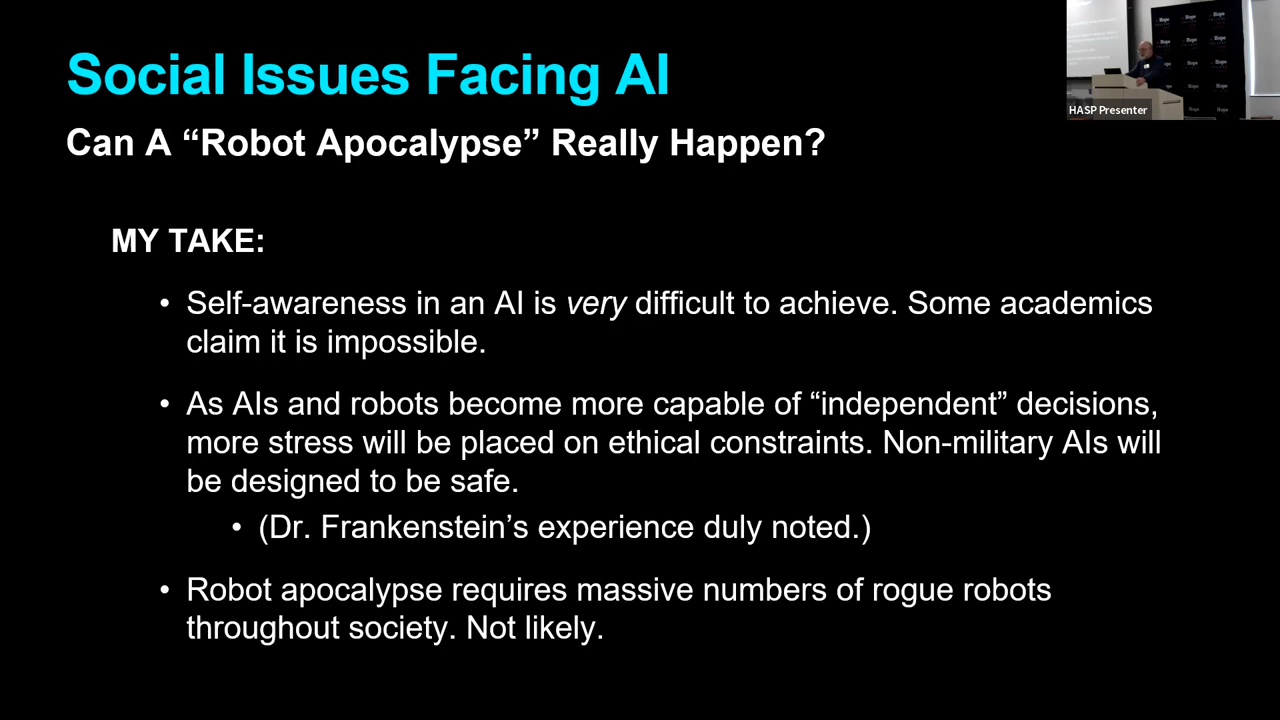 Social Issues Facing AI
Can A “Robot Apocalypse” Really Happen?
HASP Presenter
MY TAKE:
• Self-awareness in an AI is very difficult to achieve. Some academics
claim it is impossible.
• As AIs and robots become more capable of “independent” decisions,
more stress will be placed on ethical constraints. Non-military AIs will
be designed to be safe.
• (Dr. Frankenstein’s experience duly noted.)
• Robot apocalypse requires massive numbers of rogue robots
throughout society. Not likely.